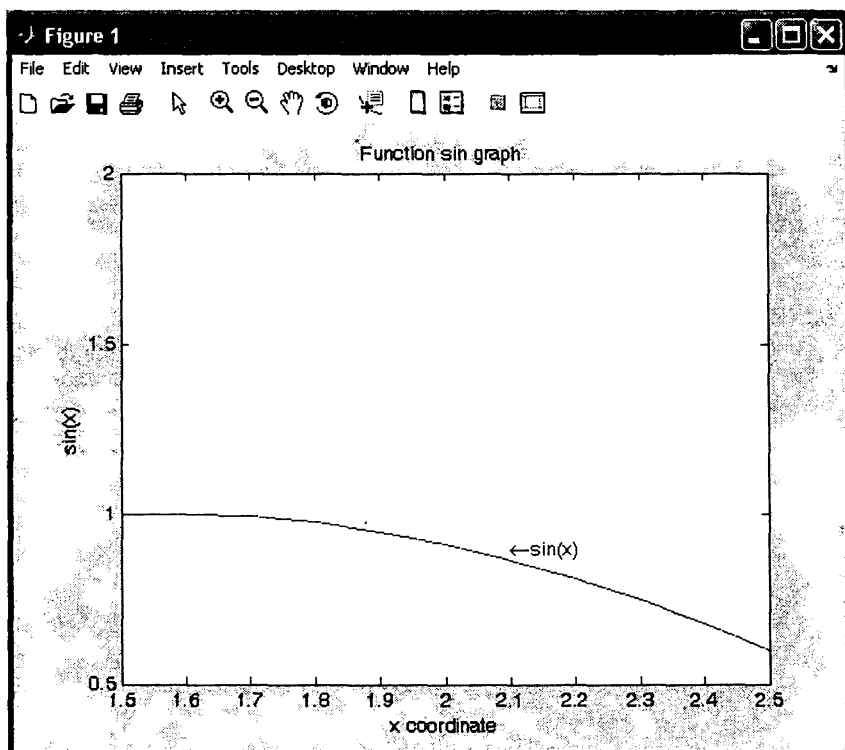 Figure 1
File Edit View Insert Tools Desktop Window Help
Function sin graph
2
1.5
1
0.5
sin(x)
←sin(x)
1.5 1.6 1.7 1.8 1.9 2 2.1 2.2 2.3 2.4 2.5
x coordinate